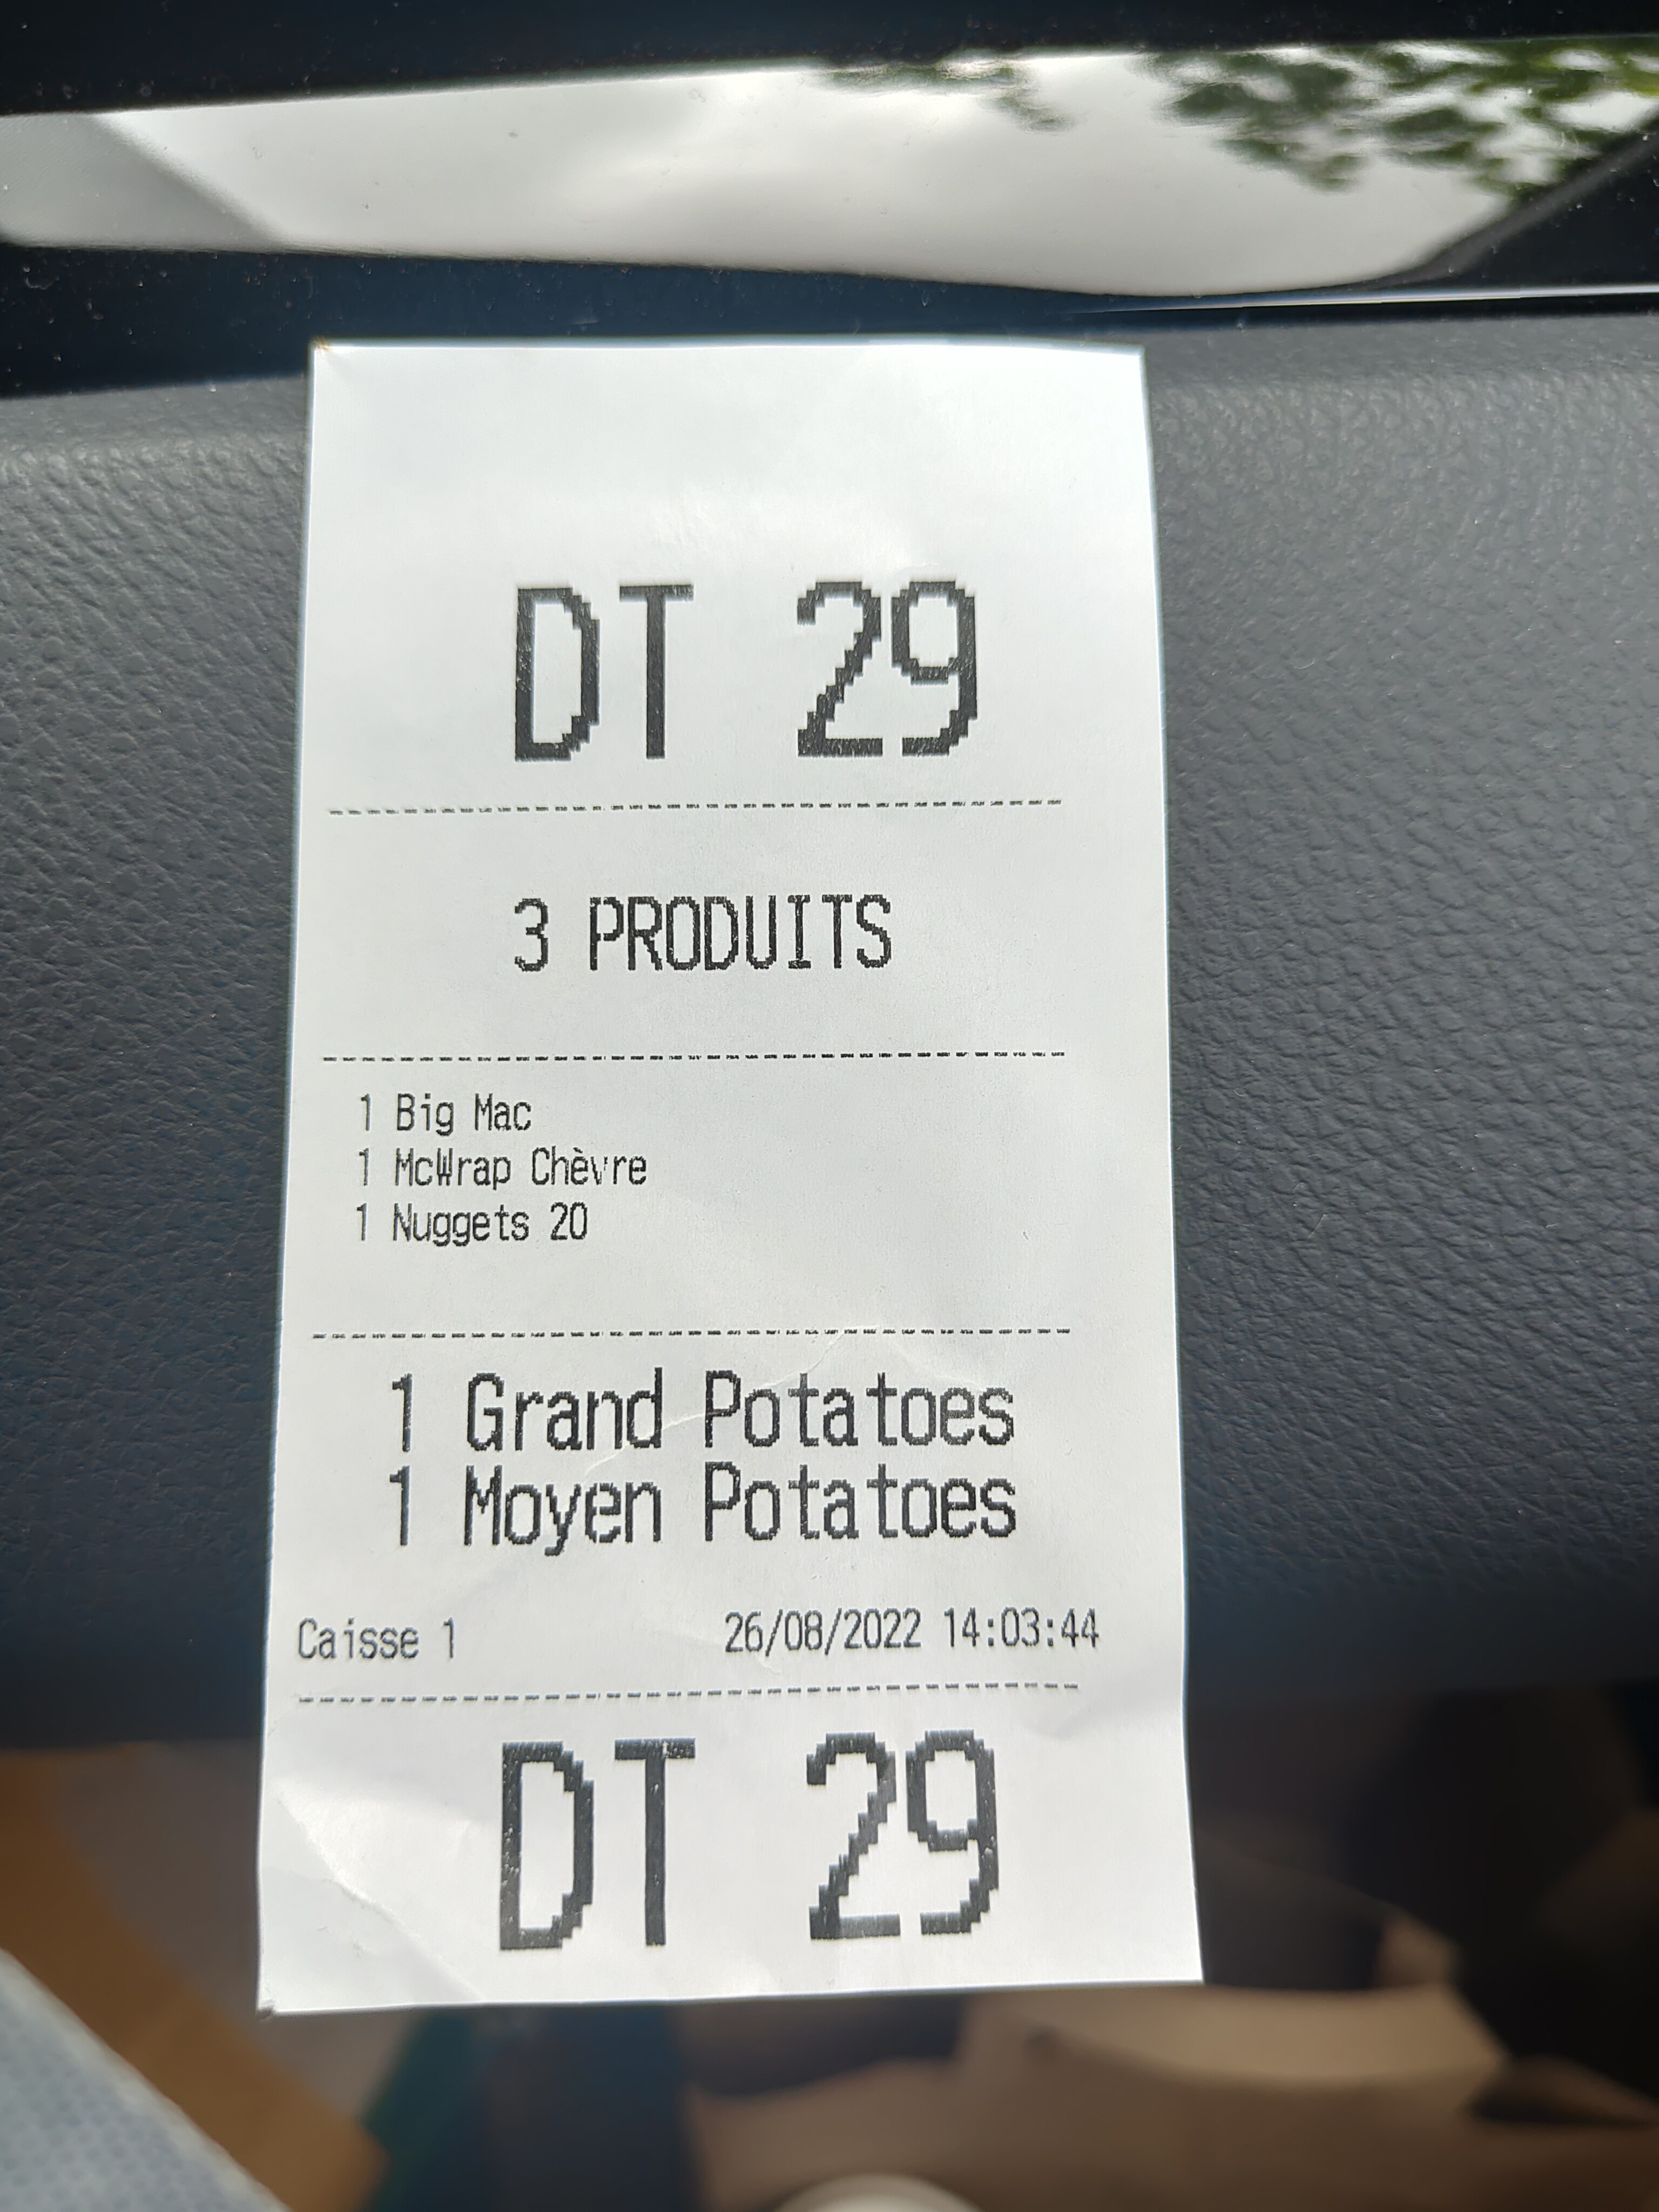 DT 29
3 PRODUITS
1 Big Mac
1 McWrap Chèvre
1 Nuggets 20
1 Grand Potatoes
1 Moyen Potatoes
Caisse 1 26/08/2022 14:03:44
DT 29